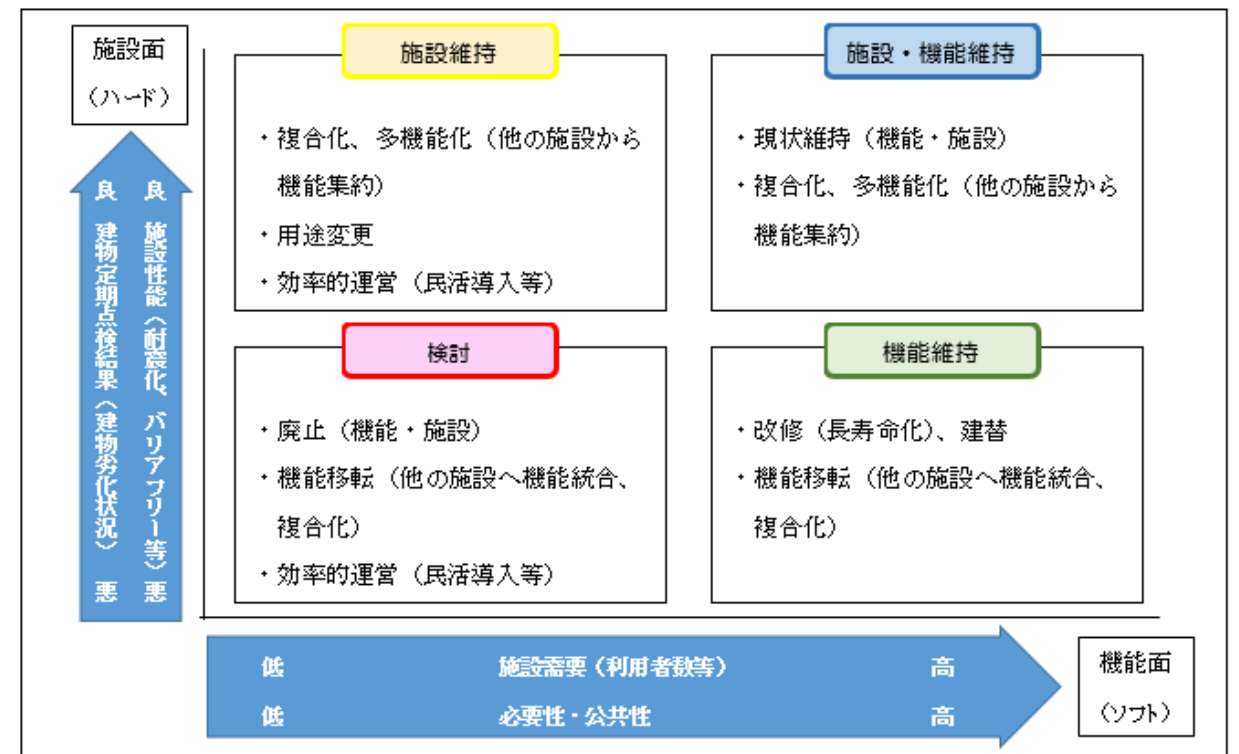 施設面
（ハード）
良 建物定期点検結果（建物劣化状況） 悪
良 施設性能（耐震化、バリアフリー等） 悪
施設維持
・複合化、多機能化（他の施設から
機能集約）
・用途変更
・効率的運営（民活導入等）
施設・機能維持
・現状維持（機能・施設）
・複合化、多機能化（他の施設から
機能集約）
検討
・廃止（機能・施設）
・機能移転（他の施設へ機能統合、
複合化）
・効率的運営（民活導入等）
機能維持
・改修（長寿命化）、建替
・機能移転（他の施設へ機能統合、
複合化）
低 施設需要（利用者数等） 高
低 必要性・公共性 高
機能面
（ソフト）